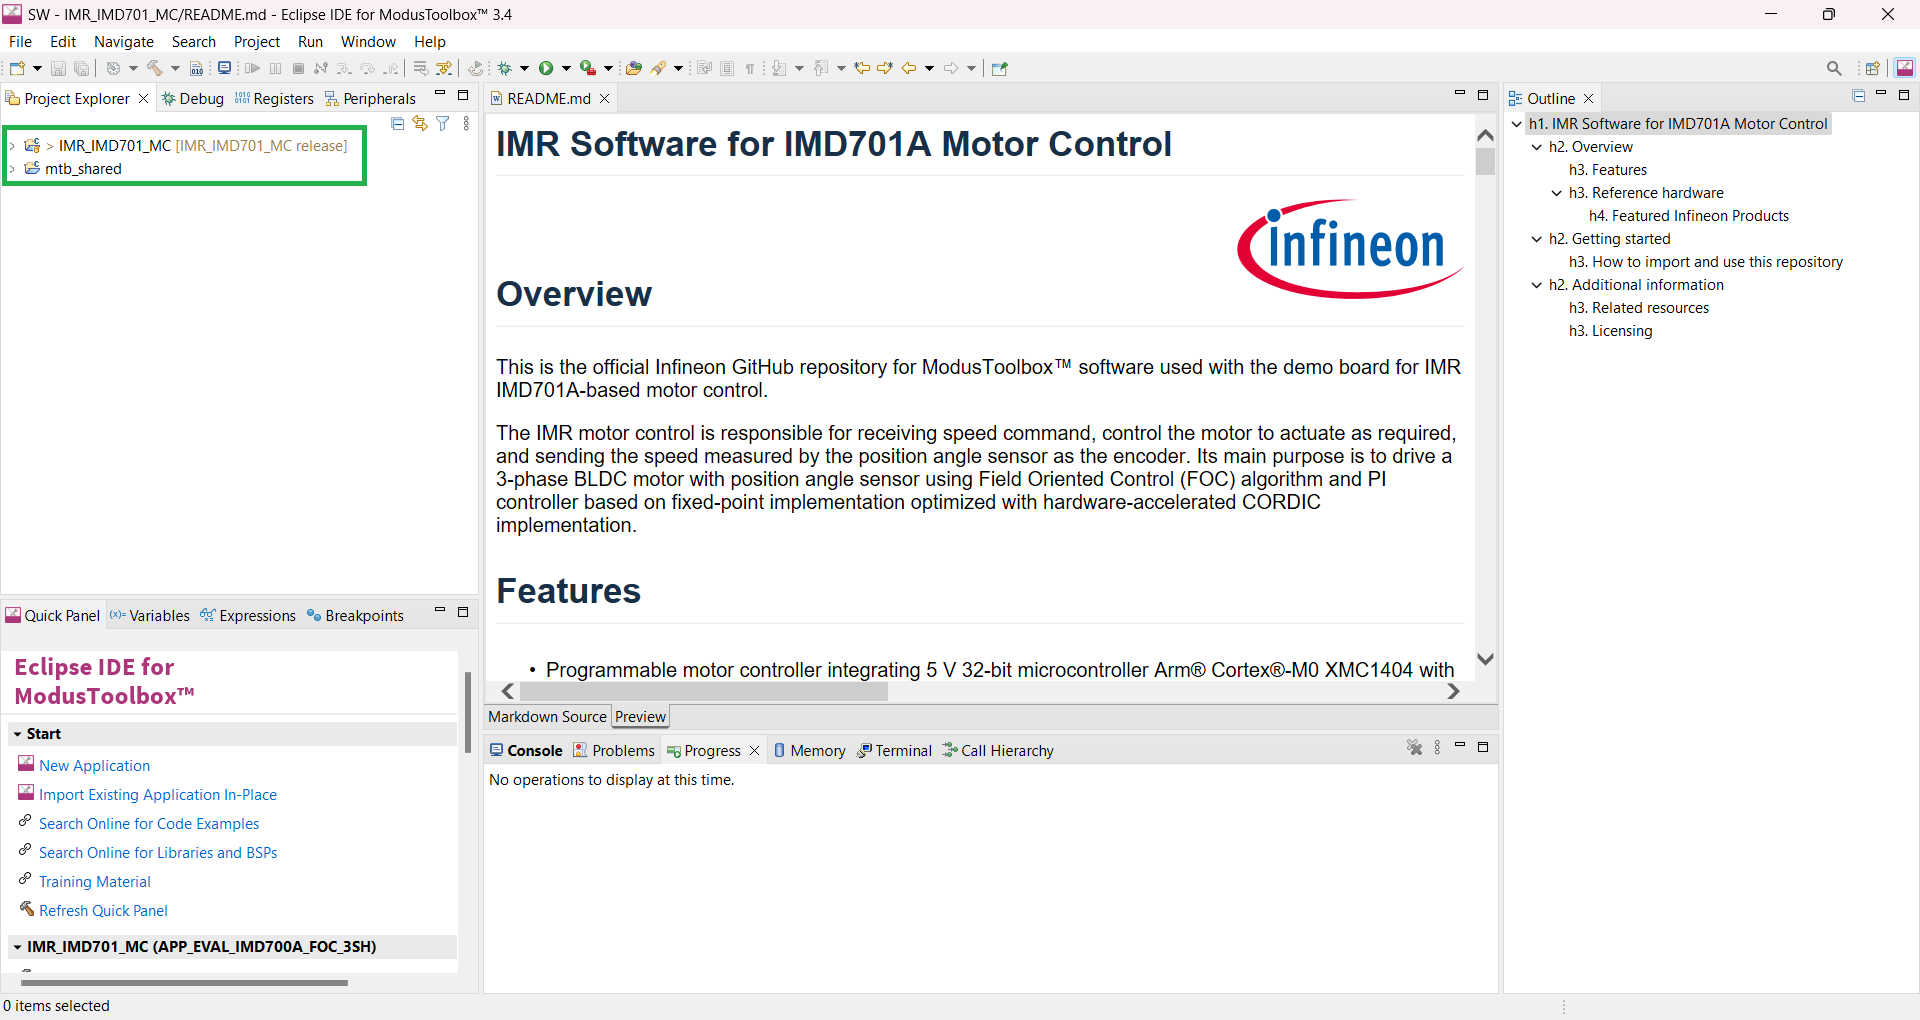 SW - IMR_IMD701_MC/README.md - Eclipse IDE for ModusToolbox™ 3.4
File Edit Navigate Search Project Run Window Help
Project Explorer Debug Registers Peripherals
> IMR_IMD701_MC [IMR_IMD701_MC release]
mtb_shared
README.md
IMR Software for IMD701A Motor Control
infineon
Overview
This is the official Infineon GitHub repository for ModusToolbox™ software used with the demo board for IMR
IMD701A-based motor control.
The IMR motor control is responsible for receiving speed command, control the motor to actuate as required,
and sending the speed measured by the position angle sensor as the encoder. Its main purpose is to drive a
3-phase BLDC motor with position angle sensor using Field Oriented Control (FOC) algorithm and PI
controller based on fixed-point implementation optimized with hardware-accelerated CORDIC
implementation.
Features
• Programmable motor controller integrating 5 V 32-bit microcontroller Arm® Cortex®-M0 XMC1404 with
Markdown Source Preview
Outline
h1. IMR Software for IMD701A Motor Control
h2. Overview
h3. Features
h3. Reference hardware
h4. Featured Infineon Products
h2. Getting started
h3. How to import and use this repository
h2. Additional information
h3. Related resources
h3. Licensing
Quick Panel (x)= Variables Expressions Breakpoints
Eclipse IDE for
ModusToolbox™
Start
New Application
Import Existing Application In-Place
Search Online for Code Examples
Search Online for Libraries and BSPs
Training Material
Refresh Quick Panel
IMR_IMD701_MC (APP_EVAL_IMD700A_FOC_3SH)
Console Problems Progress Memory Terminal Call Hierarchy
No operations to display at this time.
0 items selected